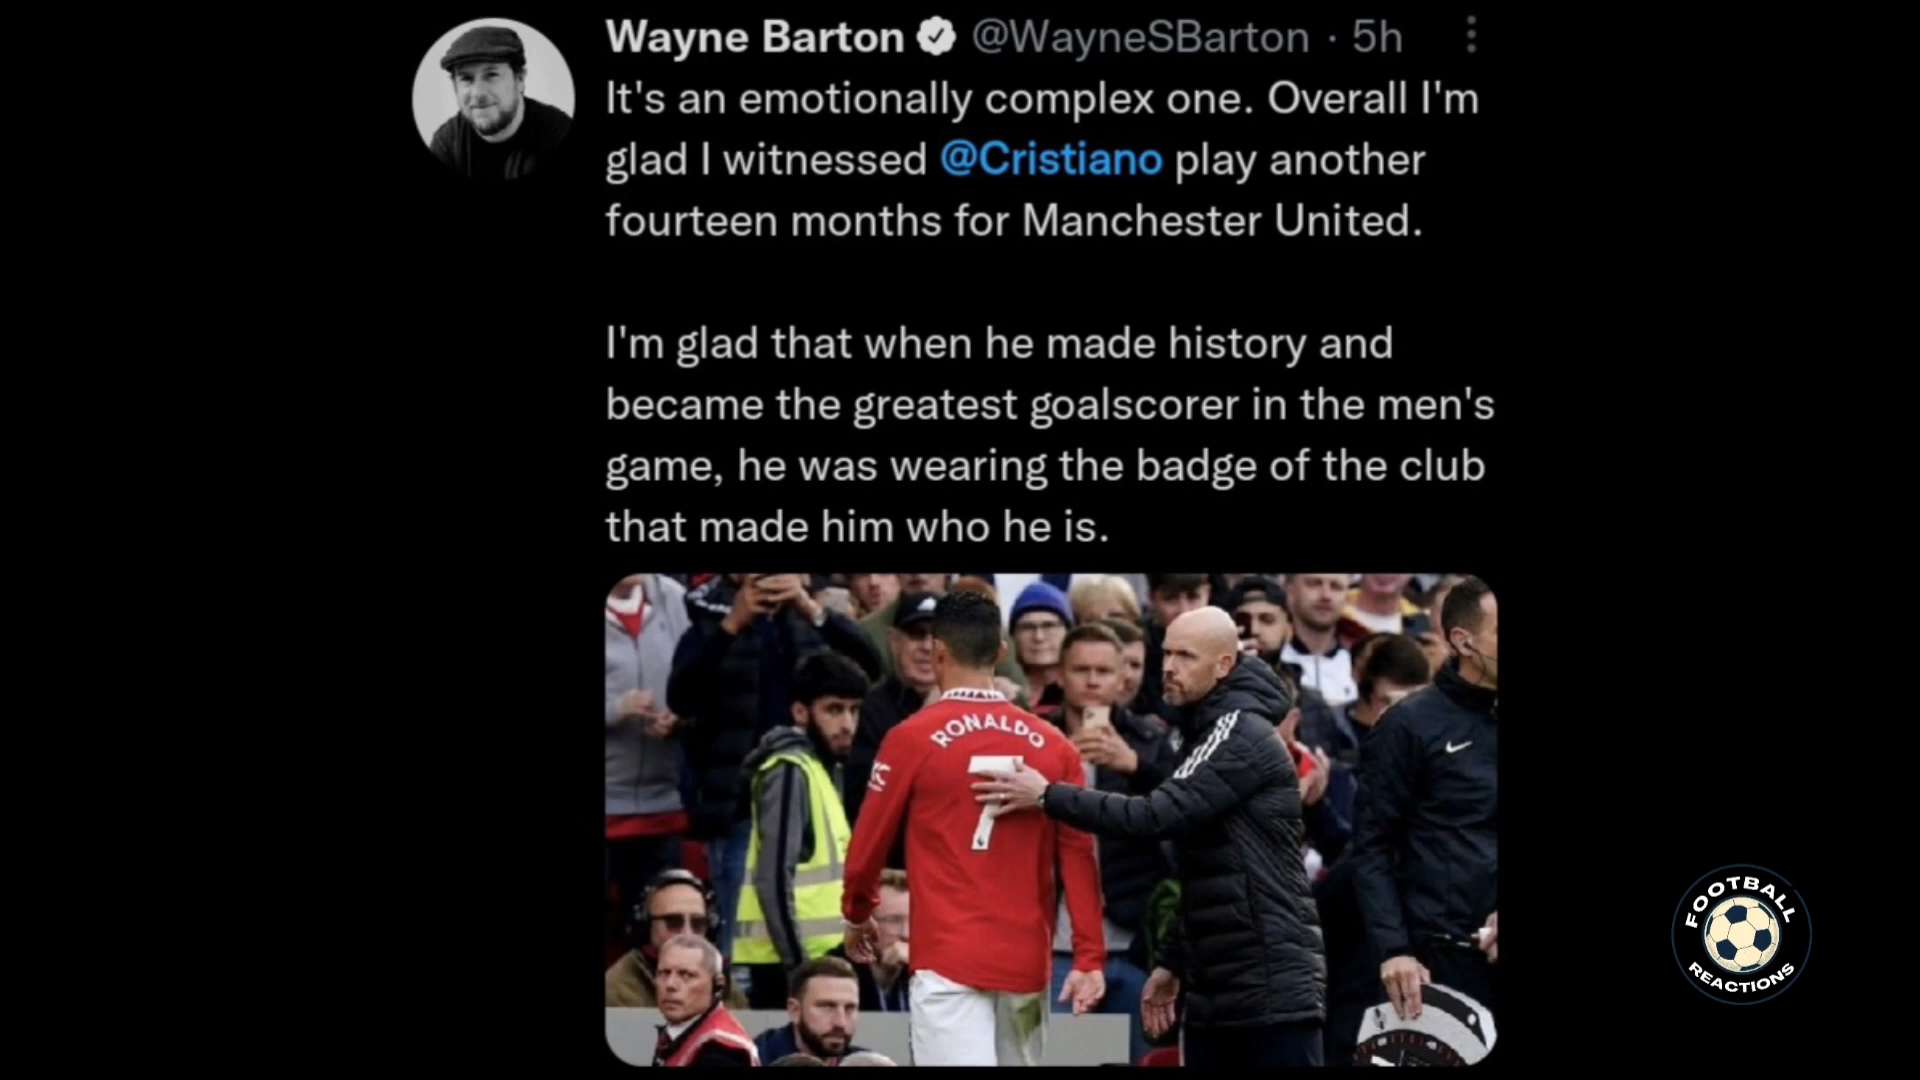 Wayne Barton @WayneSBarton · 5h
It's an emotionally complex one. Overall I'm
glad I witnessed @Cristiano play another
fourteen months for Manchester United.
I'm glad that when he made history and
became the greatest goalscorer in the men's
game, he was wearing the badge of the club
that made him who he is.
RONALDO
7
FOOTBALL
REACTIONS